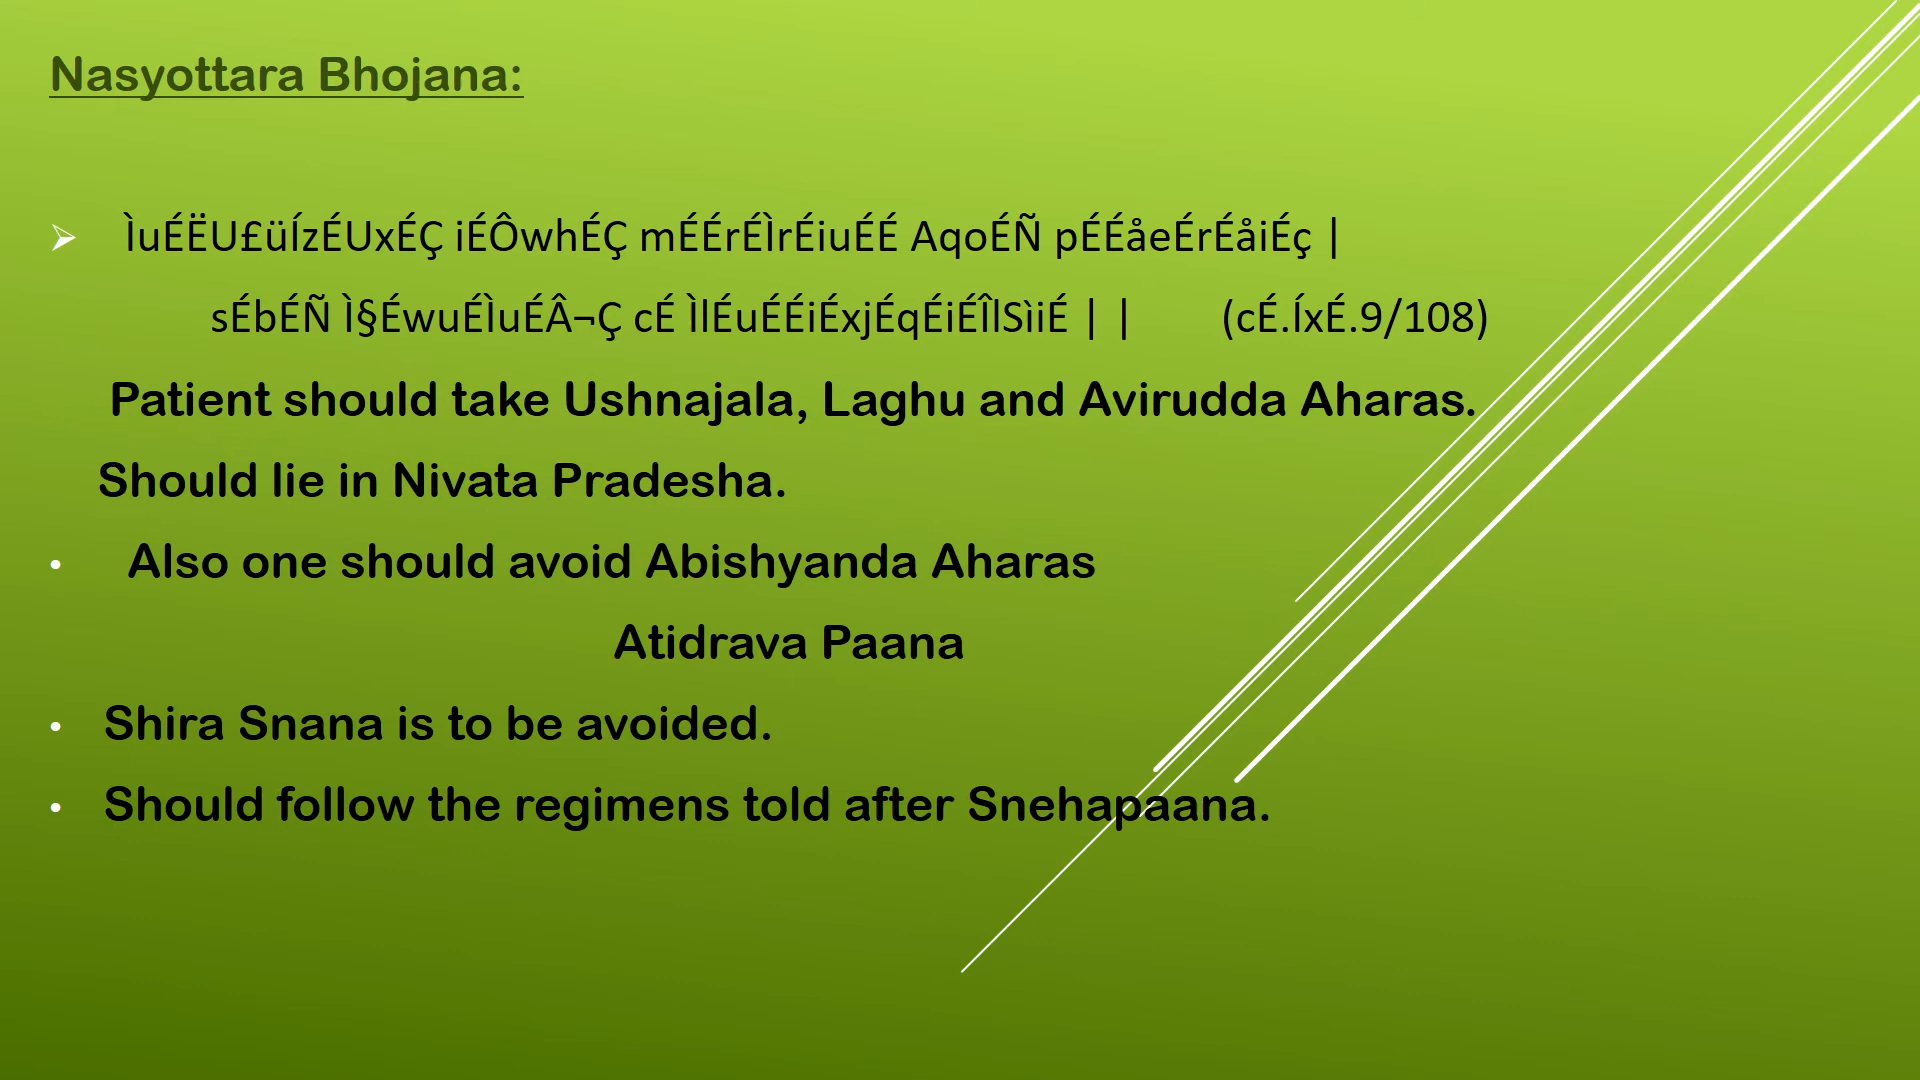 Nasyottara Bhojana:
ÌuÉËU£üÍzÉUxÉÇ iÉÔwhÉÇ mÉÉrÉÌrÉiuÉÉ AqoÉÑ pÉÉåeÉrÉåiÉç |
sÉbÉÑ Ì§ÉwuÉÌuÉÂ¬Ç cÉ ÌlÉuÉÉiÉxjÉqÉiÉÎlSìiÉ | | (cÉ.ÍxÉ.9/108)
Patient should take Ushnajala, Laghu and Avirudda Aharas.
Should lie in Nivata Pradesha.
• Also one should avoid Abishyanda Aharas
Atidrava Paana
• Shira Snana is to be avoided.
• Should follow the regimens told after Snehapaana.